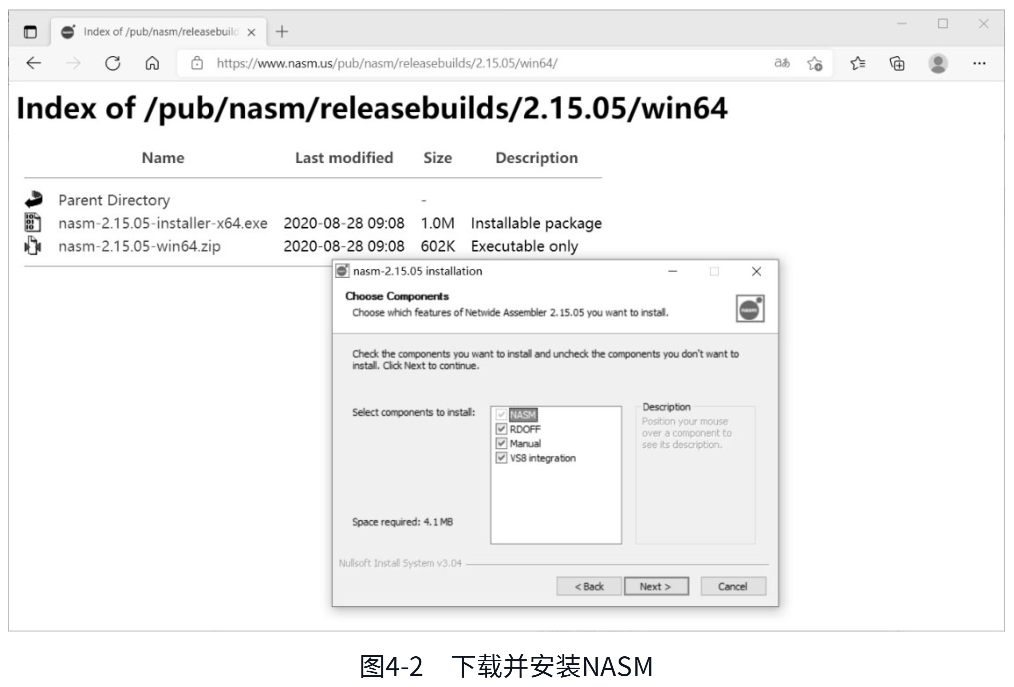 Index of /pub/nasm/releasebuild
https://www.nasm.us/pub/nasm/releasebuilds/2.15.05/win64/
Index of /pub/nasm/releasebuilds/2.15.05/win64
Name Last modified Size Description
Parent Directory -
nasm-2.15.05-installer-x64.exe 2020-08-28 09:08 1.0M Installable package
nasm-2.15.05-win64.zip 2020-08-28 09:08 602K Executable only
nasm-2.15.05 installation
Choose Components
Choose which features of Netwide Assembler 2.15.05 you want to install.
Check the components you want to install and uncheck the components you don't want to
install. Click Next to continue.
Select components to install:
NASM
RDOFF
Manual
VS8 integration
Description
Position your mouse
over a component to
see its description.
Space required: 4.1MB
Nullsoft Install System v3.04
< Back Next > Cancel
图4-2 下载并安装NASM